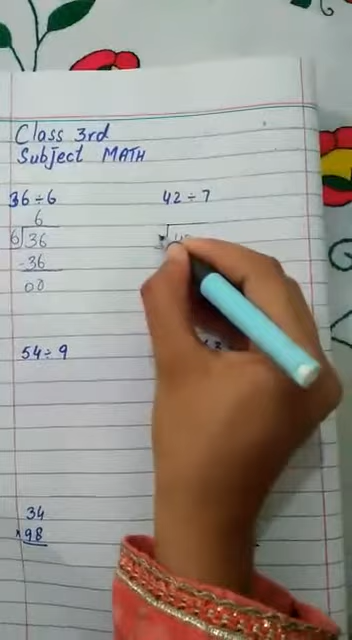 Class 3rd
Subject MATH
36 ÷ 6
6
6)36
-36
00
42 ÷ 7
54 ÷ 9
34
×98